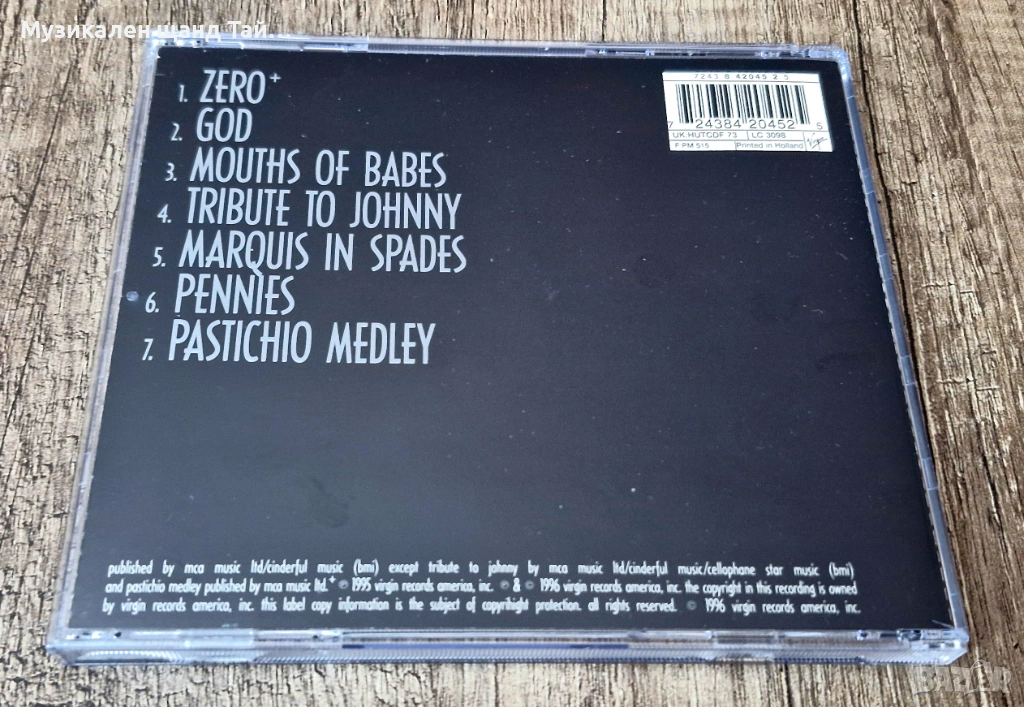 Музикален щанд Тай
1. ZERO+
2. GOD
3. MOUTHS OF BABES
4. TRIBUTE TO JOHNNY
5. MARQUIS IN SPADES
6. PENNIES
7. PASTICHIO MEDLEY
7243 8 42045 2 5
7 24384 20452 5
UK:HUTCDF 73 LC 3098
F PM 515 Printed in Holland
published by mca music ltd/cinderful music (bmi) except tribute to johnny by mca music ltd/cinderful music/cellophane star music (bmi)
and pastichio medley published by mca music ltd.+ ℗ 1995 virgin records america, inc. ℗ & © 1996 virgin records america, inc. the copyright in this recording is owned
by virgin records america, inc. this label copy information is the subject of copyrihight protection. all rights reserved. © 1996 virgin records america, inc.